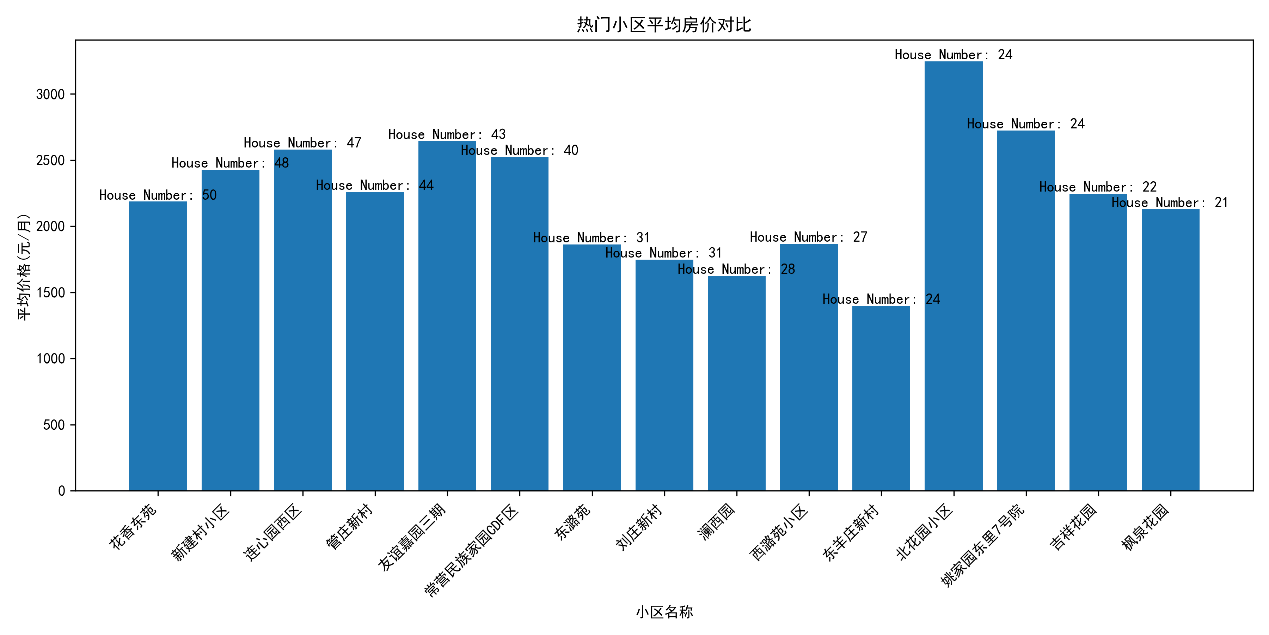 热门小区平均房价对比
平均价格(元/月)
3000
2500
2000
1500
1000
500
0
House Number: 50
House Number: 48
House Number: 47
House Number: 44
House Number: 43
House Number: 40
House Number: 31
House Number: 31
House Number: 28
House Number: 27
House Number: 24
House Number: 24
House Number: 24
House Number: 22
House Number: 21
花香东苑
新建村小区
连心园西区
管庄新村
友谊嘉园三期
常营民族家园CDF区
东潞苑
刘庄新村
澜西园
西潞苑小区
东羊庄新村
北花园小区
姚家园东里7号院
吉祥花园
枫泉花园
小区名称